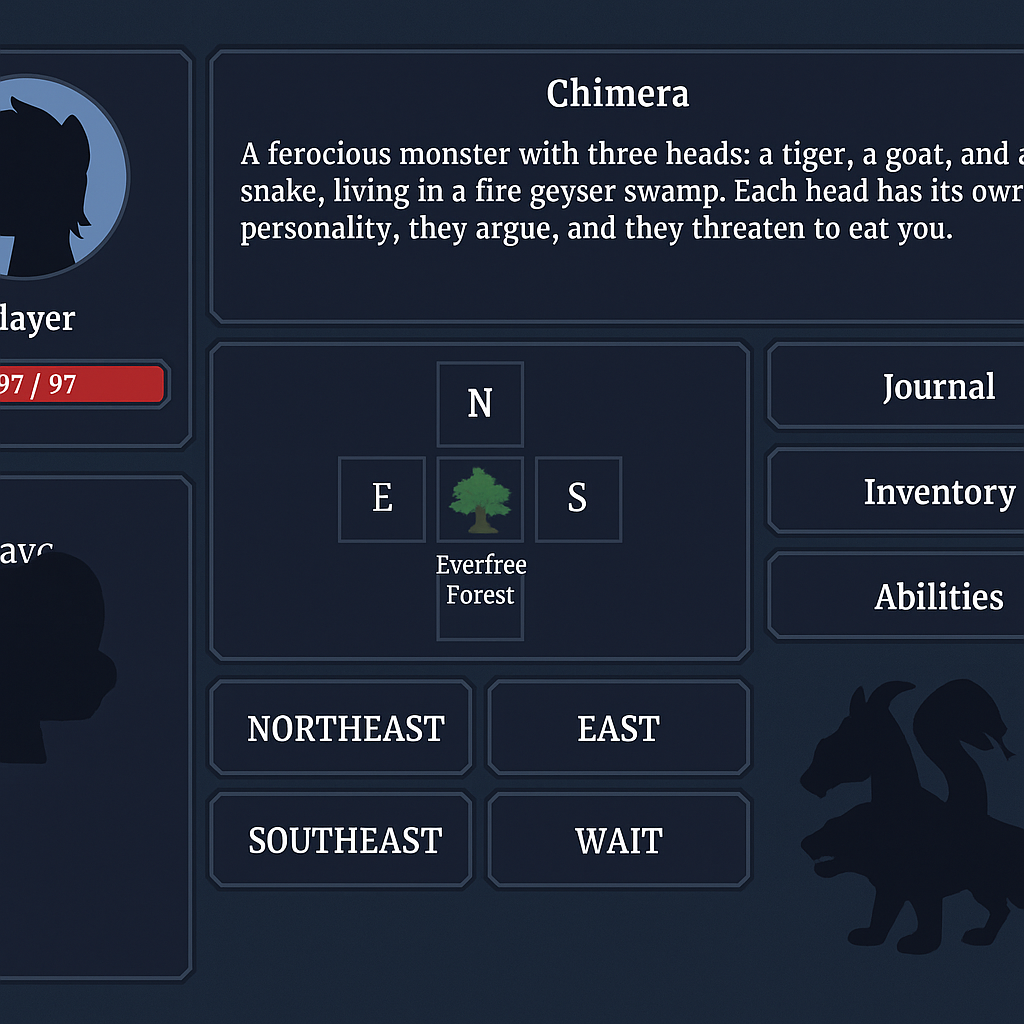 Chimera
A ferocious monster with three heads: a tiger, a goat, and a
snake, living in a fire geyser swamp. Each head has its own
personality, they argue, and they threaten to eat you.
layer
97 / 97
N
E
S
Everfree
Forest
Journal
Inventory
Abilities
NORTHEAST
EAST
SOUTHEAST
WAIT